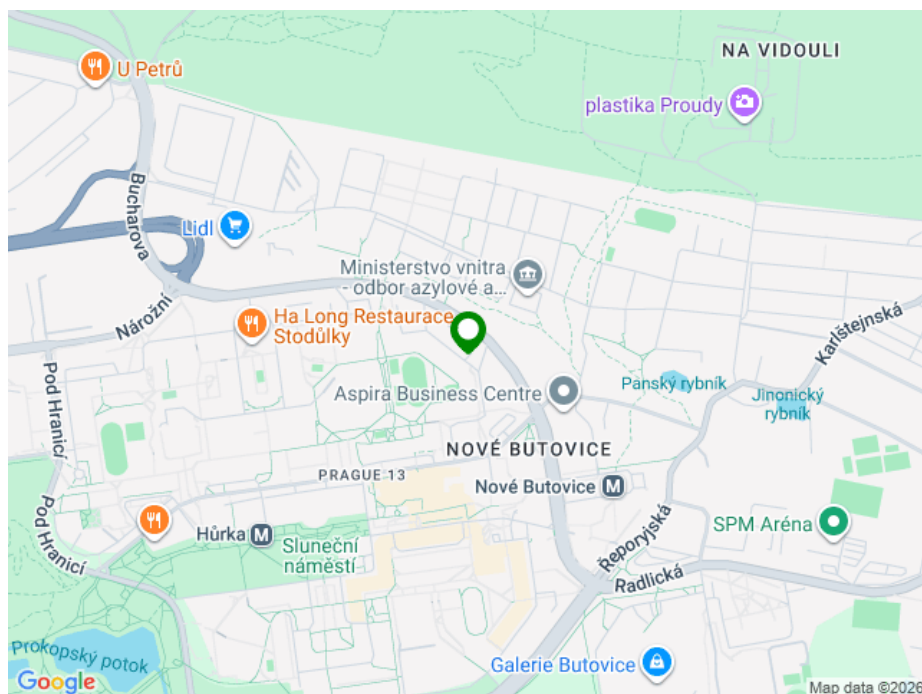 NA VIDOULI
U Petrů
plastika Proudy
Bucharova
Lidl
Ministerstvo vnitra
- odbor azylové a...
Nárožní
Ha Long Restaurace
Stodůlky
Karlštejnská
Pod Hranicí
Aspira Business Centre
Panský rybník
Jinonický
rybník
NOVÉ BUTOVICE
PRAGUE 13
Nové Butovice M
Pod Hranicí
Hůrka M
Sluneční
náměstí
SPM Aréna
Řeporyjská
Radlická
Prokopský potok
Galerie Butovice
Google
Map data ©2026